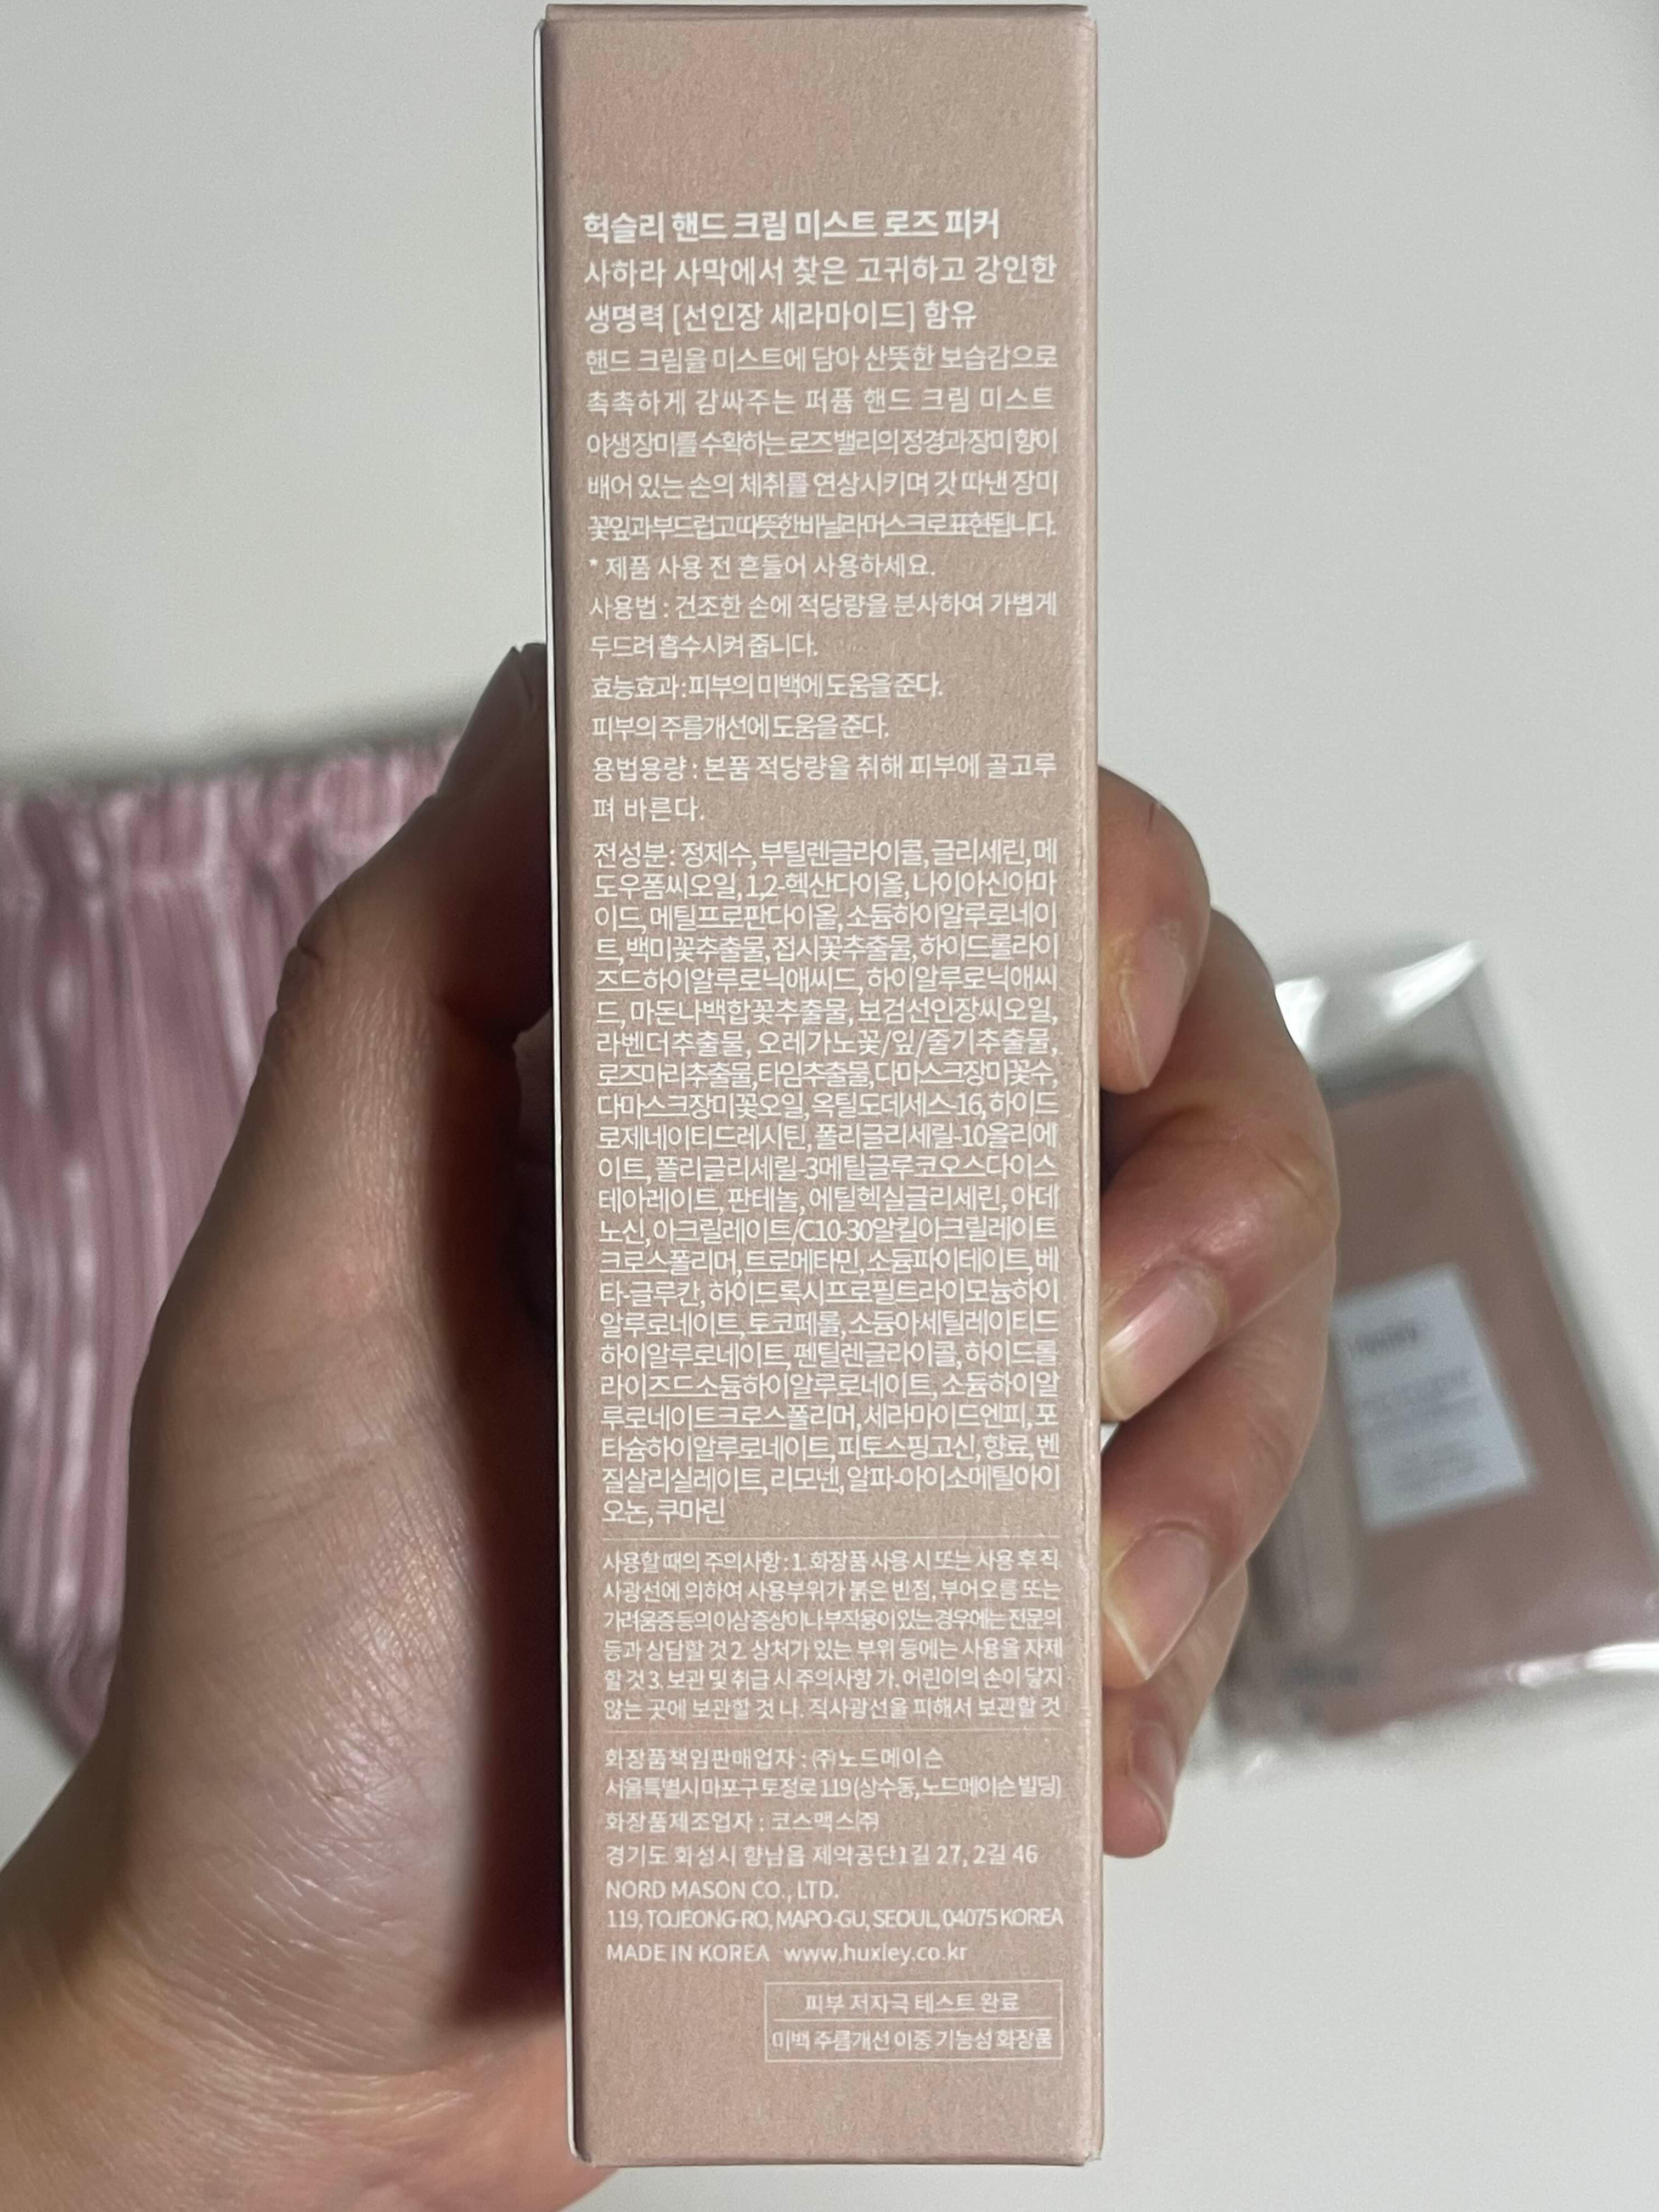 헉슬리 핸드 크림 미스트 로즈 피커
사하라 사막에서 찾은 고귀하고 강인한
생명력 [선인장 세라마이드] 함유
핸드 크림을 미스트에 담아 산뜻한 보습감으로
촉촉하게 감싸주는 퍼퓸 핸드 크림 미스트
야생장미를 수확하는 로즈 밸리의 정경과 장미 향이
배어 있는 손의 체취를 연상시키며 갓 따낸 장미
꽃잎과 부드럽고 따뜻한 바닐라 머스크로 표현됩니다.
* 제품 사용 전 흔들어 사용하세요.
사용법 : 건조한 손에 적당량을 분사하여 가볍게
두드려 흡수시켜 줍니다.
효능효과 : 피부의 미백에 도움을 준다.
피부의 주름개선에 도움을 준다.
용법용량 : 본품 적당량을 취해 피부에 골고루
펴 바른다.
전성분 : 정제수, 부틸렌글라이콜, 글리세린, 메
도우폼씨오일, 1,2-헥산다이올, 나이아신아마
이드, 메틸프로판다이올, 소듐하이알루로네이
트, 백미꽃추출물, 접시꽃추출물, 하이드롤라이
즈드하이알루로닉애씨드, 하이알루로닉애씨
드, 마돈나백합꽃추출물, 보검선인장씨오일,
라벤더추출물, 오레가노꽃/잎/줄기추출물,
로즈마리추출물, 타임추출물, 다마스크장미꽃수,
다마스크장미꽃오일, 옥틸도데세스-16, 하이드
로제네이티드레시틴, 폴리글리세릴-10올리에
이트, 폴리글리세릴-3메틸글루코오스다이스
테아레이트, 판테놀, 에틸헥실글리세린, 아데
노신, 아크릴레이트/C10-30알킬아크릴레이트
크로스폴리머, 트로메타민, 소듐파이테이트, 베
타-글루칸, 하이드록시프로필트라이모늄하이
알루로네이트, 토코페롤, 소듐아세틸레이티드
하이알루로네이트, 펜틸렌글라이콜, 하이드롤
라이즈드소듐하이알루로네이트, 소듐하이알
루로네이트크로스폴리머, 세라마이드엔피, 포
타슘하이알루로네이트, 피토스핑고신, 향료, 벤
질살리실레이트, 리모넨, 알파-아이소메틸아이
오논, 쿠마린
사용할 때의 주의사항 : 1. 화장품 사용 시 또는 사용 후 직
사광선에 의하여 사용부위가 붉은 반점, 부어오름 또는
가려움증 등의 이상 증상이나 부작용이 있는 경우에는 전문의
등과 상담할 것 2. 상처가 있는 부위 등에는 사용을 자제
할 것 3. 보관 및 취급 시 주의사항 가. 어린이의 손이 닿지
않는 곳에 보관할 것 나. 직사광선을 피해서 보관할 것
화장품책임판매업자 : ㈜노드메이슨
서울특별시 마포구 토정로 119 (상수동, 노드메이슨 빌딩)
화장품제조업자 : 코스맥스㈜
경기도 화성시 향남읍 제약공단1길 27, 2길 46
NORD MASON CO., LTD.
119, TOJEONG-RO, MAPO-GU, SEOUL, 04075 KOREA
MADE IN KOREA www.huxley.co.kr
피부 저자극 테스트 완료
미백 주름개선 이중 기능성 화장품